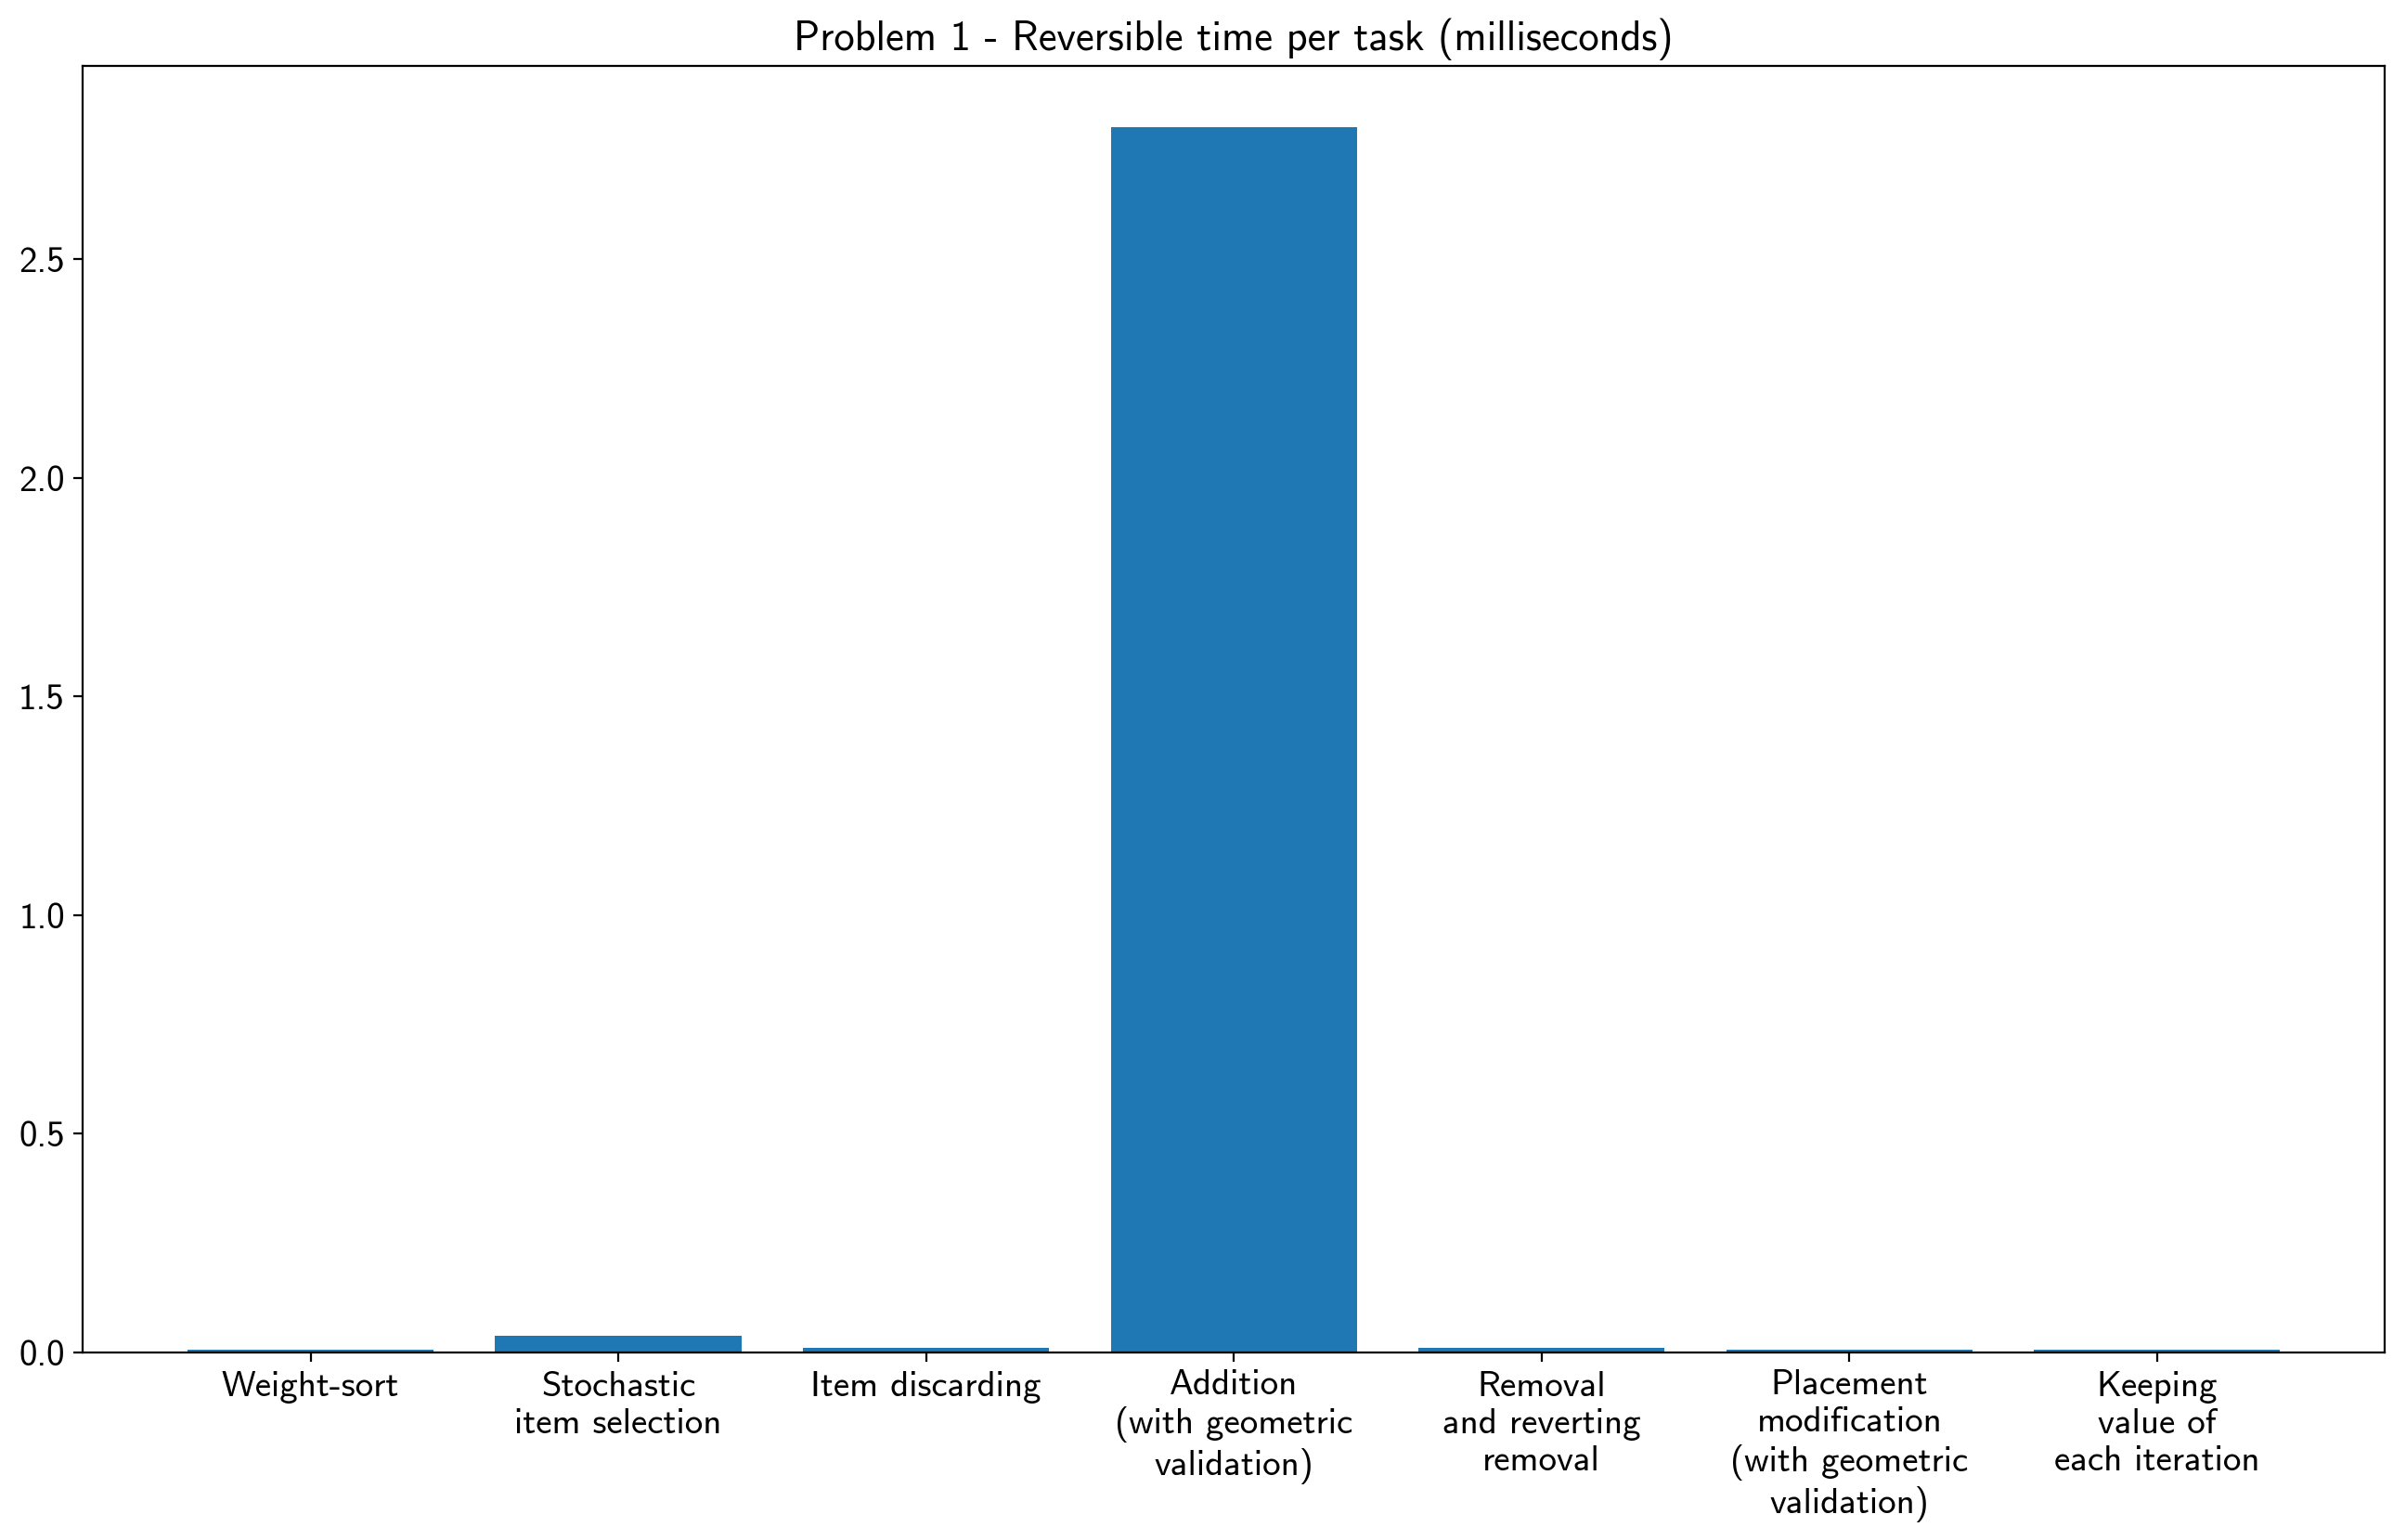 Problem 1 - Reversible time per task (milliseconds)
2.5
2.0
1.5
1.0
0.5
0.0
Weight-sort
Stochastic
item selection
Item discarding
Addition
(with geometric
validation)
Removal
and reverting
removal
Placement
modification
(with geometric
validation)
Keeping
value of
each iteration